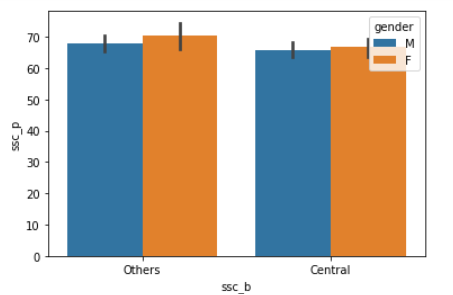 gender
M
F
70
60
50
40
30
20
10
0
ssc_p
Others Central
ssc_b